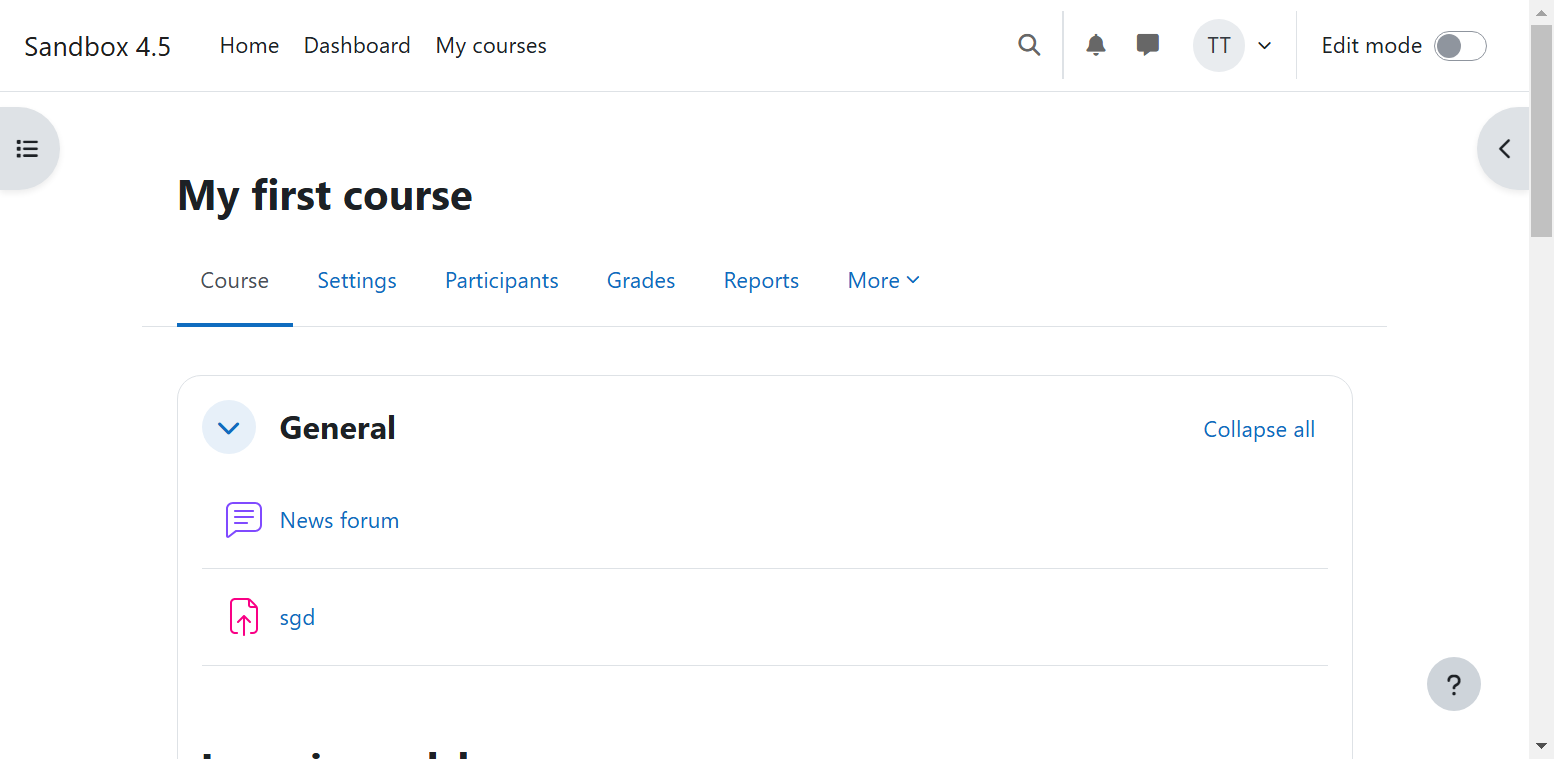 Sandbox 4.5 Home Dashboard My courses TT Edit mode
My first course
Course Settings Participants Grades Reports More
General Collapse all
News forum
sgd
?